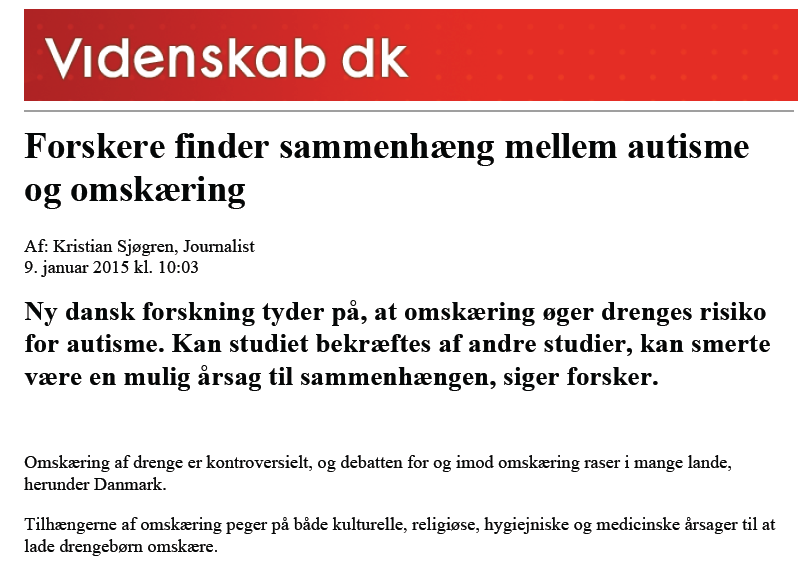 Videnskab dk
Forskere finder sammenhæng mellem autisme
og omskæring
Af: Kristian Sjøgren, Journalist
9. januar 2015 kl. 10:03
Ny dansk forskning tyder på, at omskæring øger drenges risiko
for autisme. Kan studiet bekræftes af andre studier, kan smerte
være en mulig årsag til sammenhængen, siger forsker.
Omskæring af drenge er kontroversielt, og debatten for og imod omskæring raser i mange lande,
herunder Danmark.
Tilhængerne af omskæring peger på både kulturelle, religiøse, hygiejniske og medicinske årsager til at
lade drengebørn omskære.